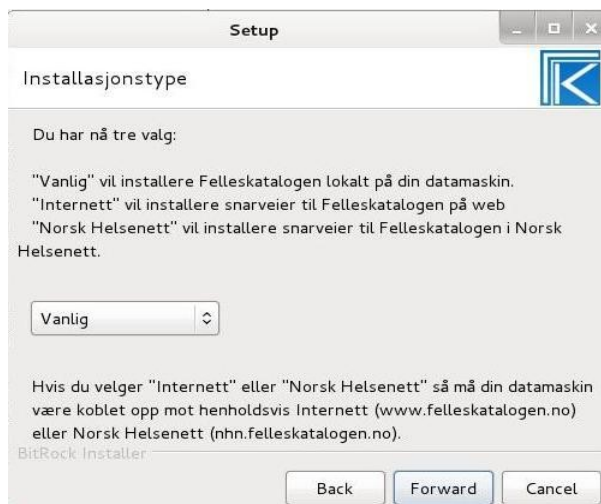 Setup
Installasjonstype
Du har nå tre valg:
"Vanlig" vil installere Felleskatalogen lokalt på din datamaskin.
"Internett" vil installere snarveier til Felleskatalogen på web
"Norsk Helsenett" vil installere snarveier til Felleskatalogen i Norsk
Helsenett.
Vanlig
Hvis du velger "Internett" eller "Norsk Helsenett" så må din datamaskin
være koblet opp mot henholdsvis Internett (www.felleskatalogen.no)
eller Norsk Helsenett (nhn.felleskatalogen.no).
BitRock Installer
Back Forward Cancel